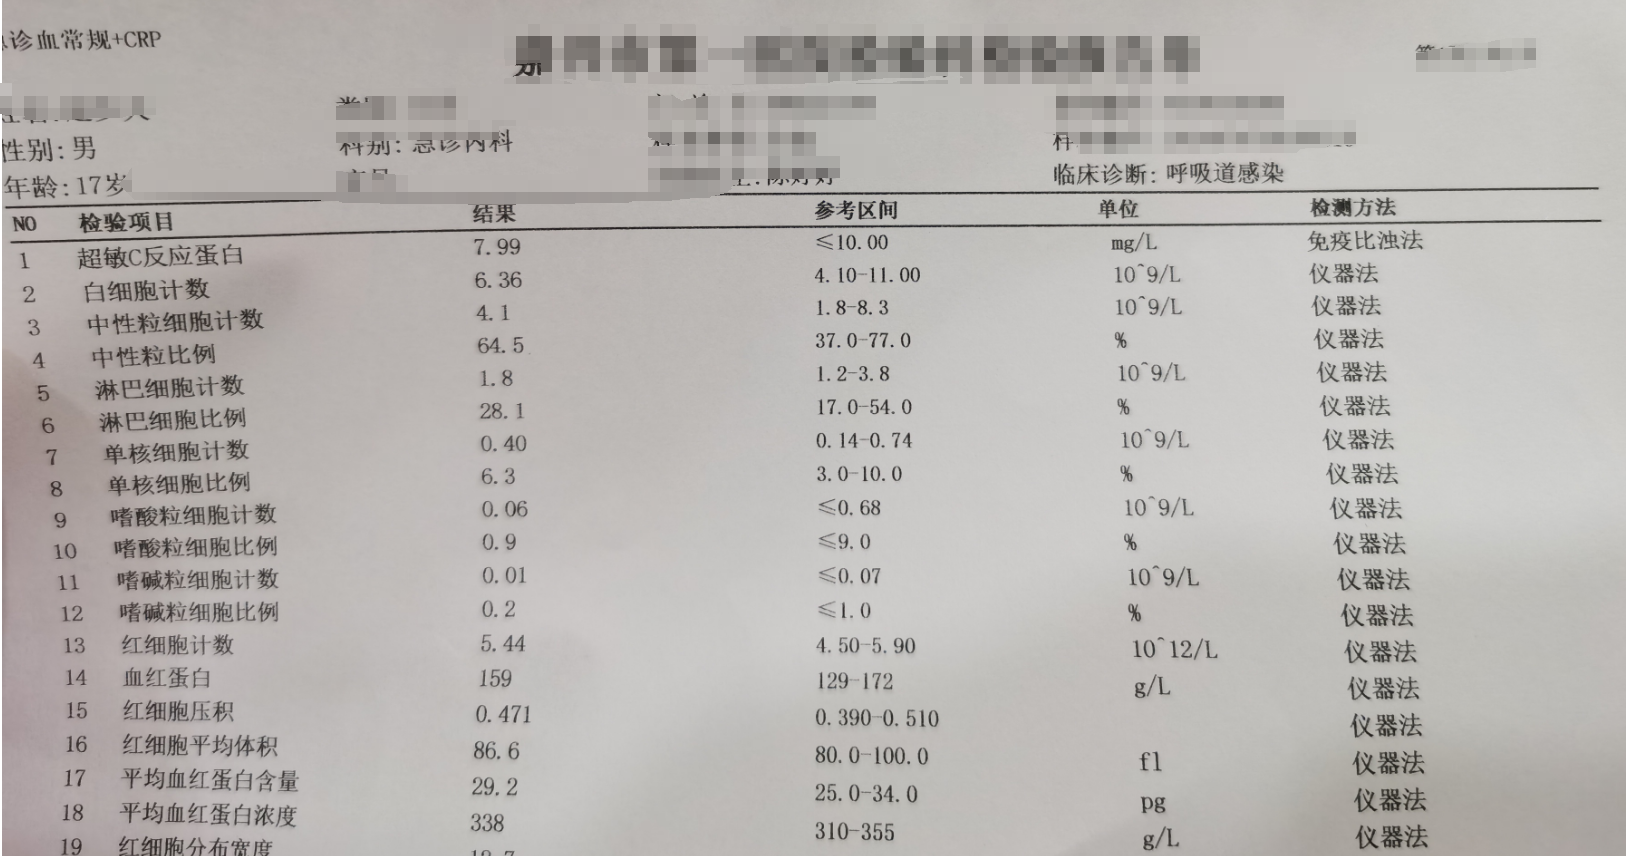 诊血常规+CRP
性别: 男
科别: 急诊内科
年龄: 17岁
临床诊断: 呼吸道感染
NO 检验项目 结果 参考区间 单位 检测方法
1 超敏C反应蛋白 7.99 ≤10.00 mg/L 免疫比浊法
2 白细胞计数 6.36 4.10-11.00 10^9/L 仪器法
3 中性粒细胞计数 4.1 1.8-8.3 10^9/L 仪器法
4 中性粒比例 64.5 37.0-77.0 % 仪器法
5 淋巴细胞计数 1.8 1.2-3.8 10^9/L 仪器法
6 淋巴细胞比例 28.1 17.0-54.0 % 仪器法
7 单核细胞计数 0.40 0.14-0.74 10^9/L 仪器法
8 单核细胞比例 6.3 3.0-10.0 % 仪器法
9 嗜酸粒细胞计数 0.06 ≤0.68 10^9/L 仪器法
10 嗜酸粒细胞比例 0.9 ≤9.0 % 仪器法
11 嗜碱粒细胞计数 0.01 ≤0.07 10^9/L 仪器法
12 嗜碱粒细胞比例 0.2 ≤1.0 % 仪器法
13 红细胞计数 5.44 4.50-5.90 10^12/L 仪器法
14 血红蛋白 159 129-172 g/L 仪器法
15 红细胞压积 0.471 0.390-0.510 仪器法
16 红细胞平均体积 86.6 80.0-100.0 fl 仪器法
17 平均血红蛋白含量 29.2 25.0-34.0 pg 仪器法
18 平均血红蛋白浓度 338 310-355 g/L 仪器法
19 红细胞分布宽度